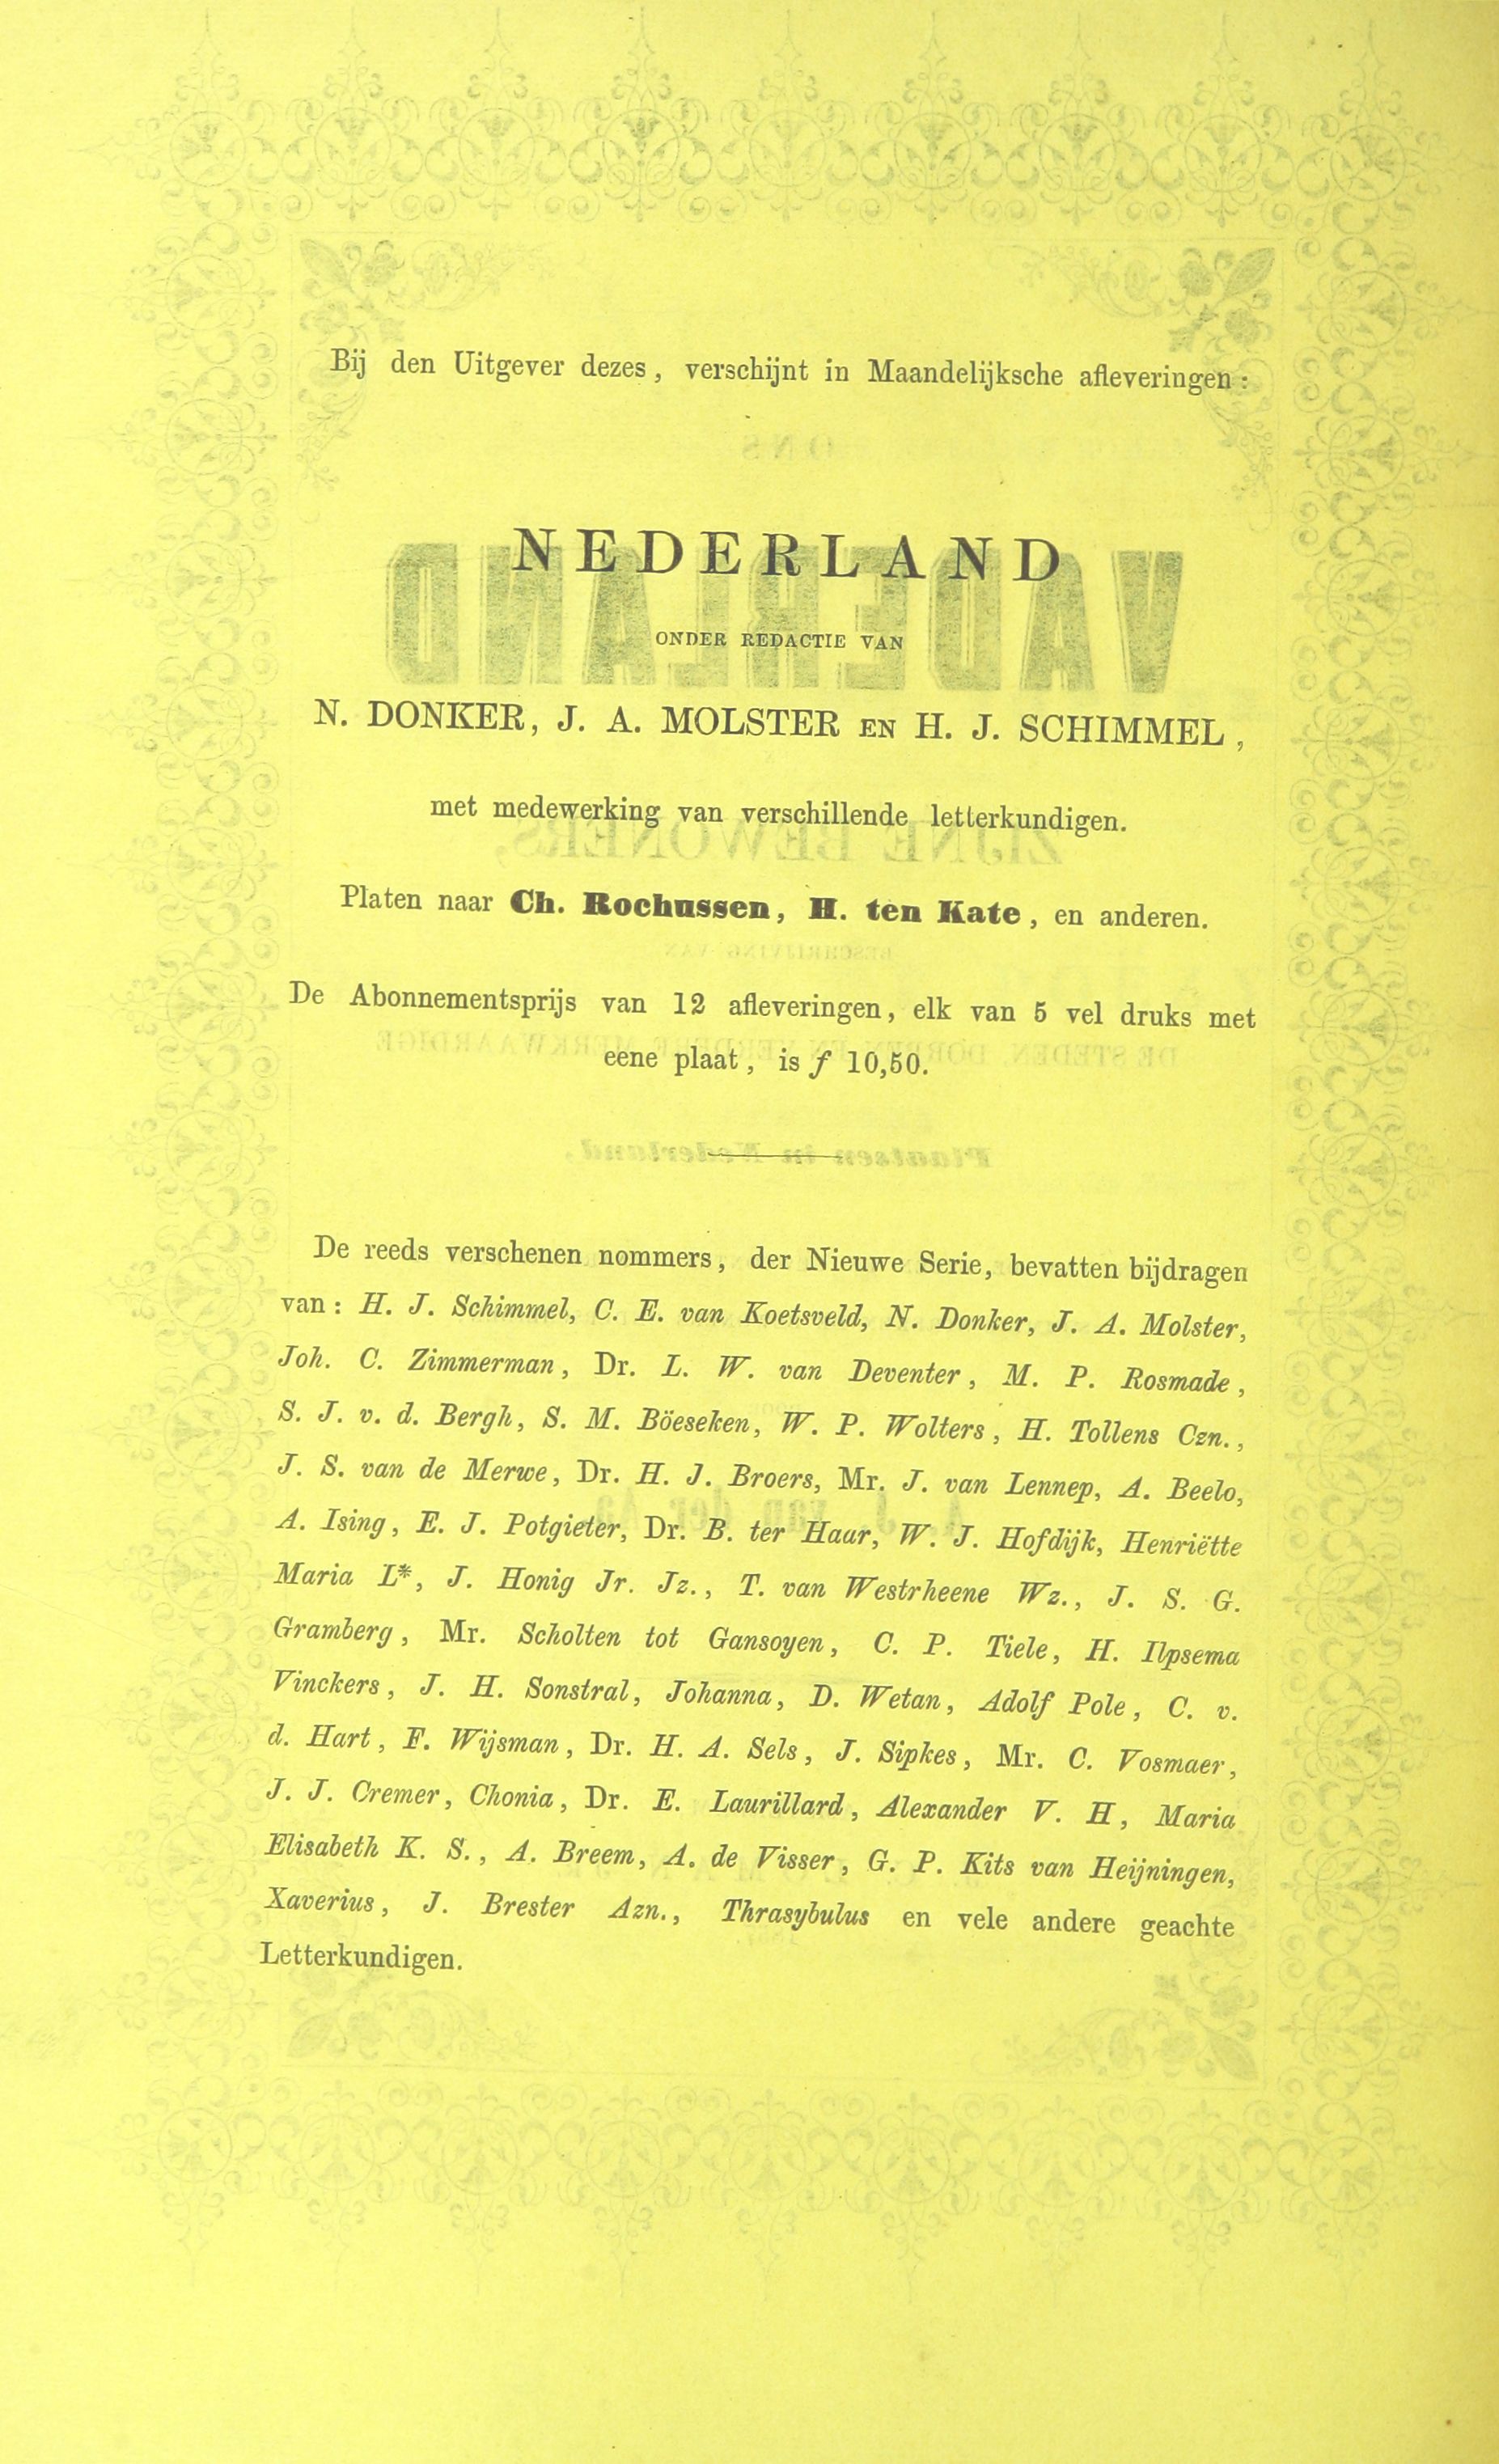 Bij den Uitgever dezes, verschijnt in Maandelijksche afleveringen:
NEDERLAND
ONDER REDACTIE VAN
N. DONKER, J. A. MOLSTER EN H. J. SCHIMMEL,
met medewerking van verschillende letterkundigen.
Platen naar Ch. Rochussen, H. ten Kate, en anderen.
De Abonnementsprijs van 12 afleveringen, elk van 5 vel druks met
eene plaat, is ƒ 10,50.
De reeds verschenen nommers, der Nieuwe Serie, bevatten bijdragen
van: H. J. Schimmel, C. E. van Koetsveld, N. Donker, J. A. Molster,
Joh. C. Zimmerman, Dr. L. W. van Deventer, M. P. Rosmade,
S. J. v. d. Bergh, S. M. Böeseken, W. P. Wolters, H. Tollens Czn.,
J. S. van de Merwe, Dr. H. J. Broers, Mr. J. van Lennep, A. Beelo,
A. Ising, E. J. Potgieter, Dr. B. ter Haar, W. J. Hofdijk, Henriëtte
Maria L*, J. Honig Jr. Jz., T. van Westrheene Wz., J. S. G.
Gramberg, Mr. Scholten tot Gansoyen, C. P. Tiele, H. Ilpsema
Vinckers, J. H. Sonstral, Johanna, D. Wetan, Adolf Pole, C. v.
d. Hart, F. Wijsman, Dr. H. A. Sels, J. Sipkes, Mr. C. Vosmaer,
J. J. Cremer, Chonia, Dr. E. Laurillard, Alexander V. H, Maria
Elisabeth K. S., A. Breem, A. de Visser, G. P. Kits van Heijningen,
Xaverius, J. Brester Azn., Thrasybulus en vele andere geachte
Letterkundigen.